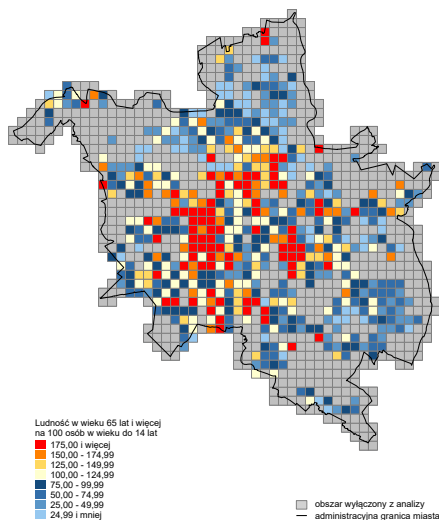 Ludność w wieku 65 lat i więcej
na 100 osób w wieku do 14 lat
175,00 i więcej
150,00 - 174,99
125,00 - 149,99
100,00 - 124,99
75,00 - 99,99
50,00 - 74,99
25,00 - 49,99
24,99 i mniej
obszar wyłączony z analizy
administracyjna granica miasta